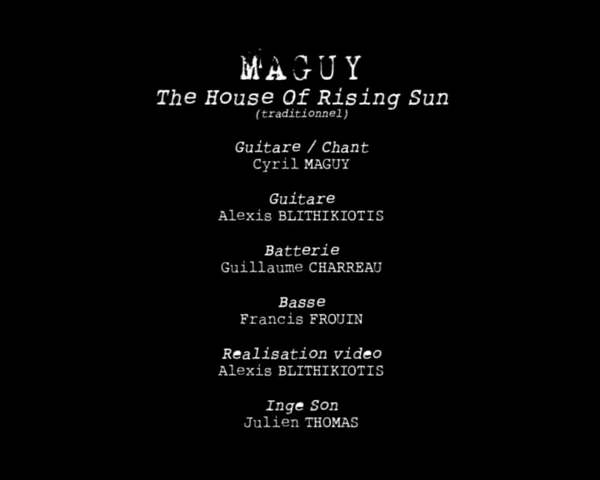 MAGUY
The House Of Rising Sun
(traditionnel)
Guitare / Chant
Cyril MAGUY
Guitare
Alexis BLITHIKIOTIS
Batterie
Guillaume CHARREAU
Basse
Francis FROUIN
Realisation video
Alexis BLITHIKIOTIS
Inge Son
Julien THOMAS